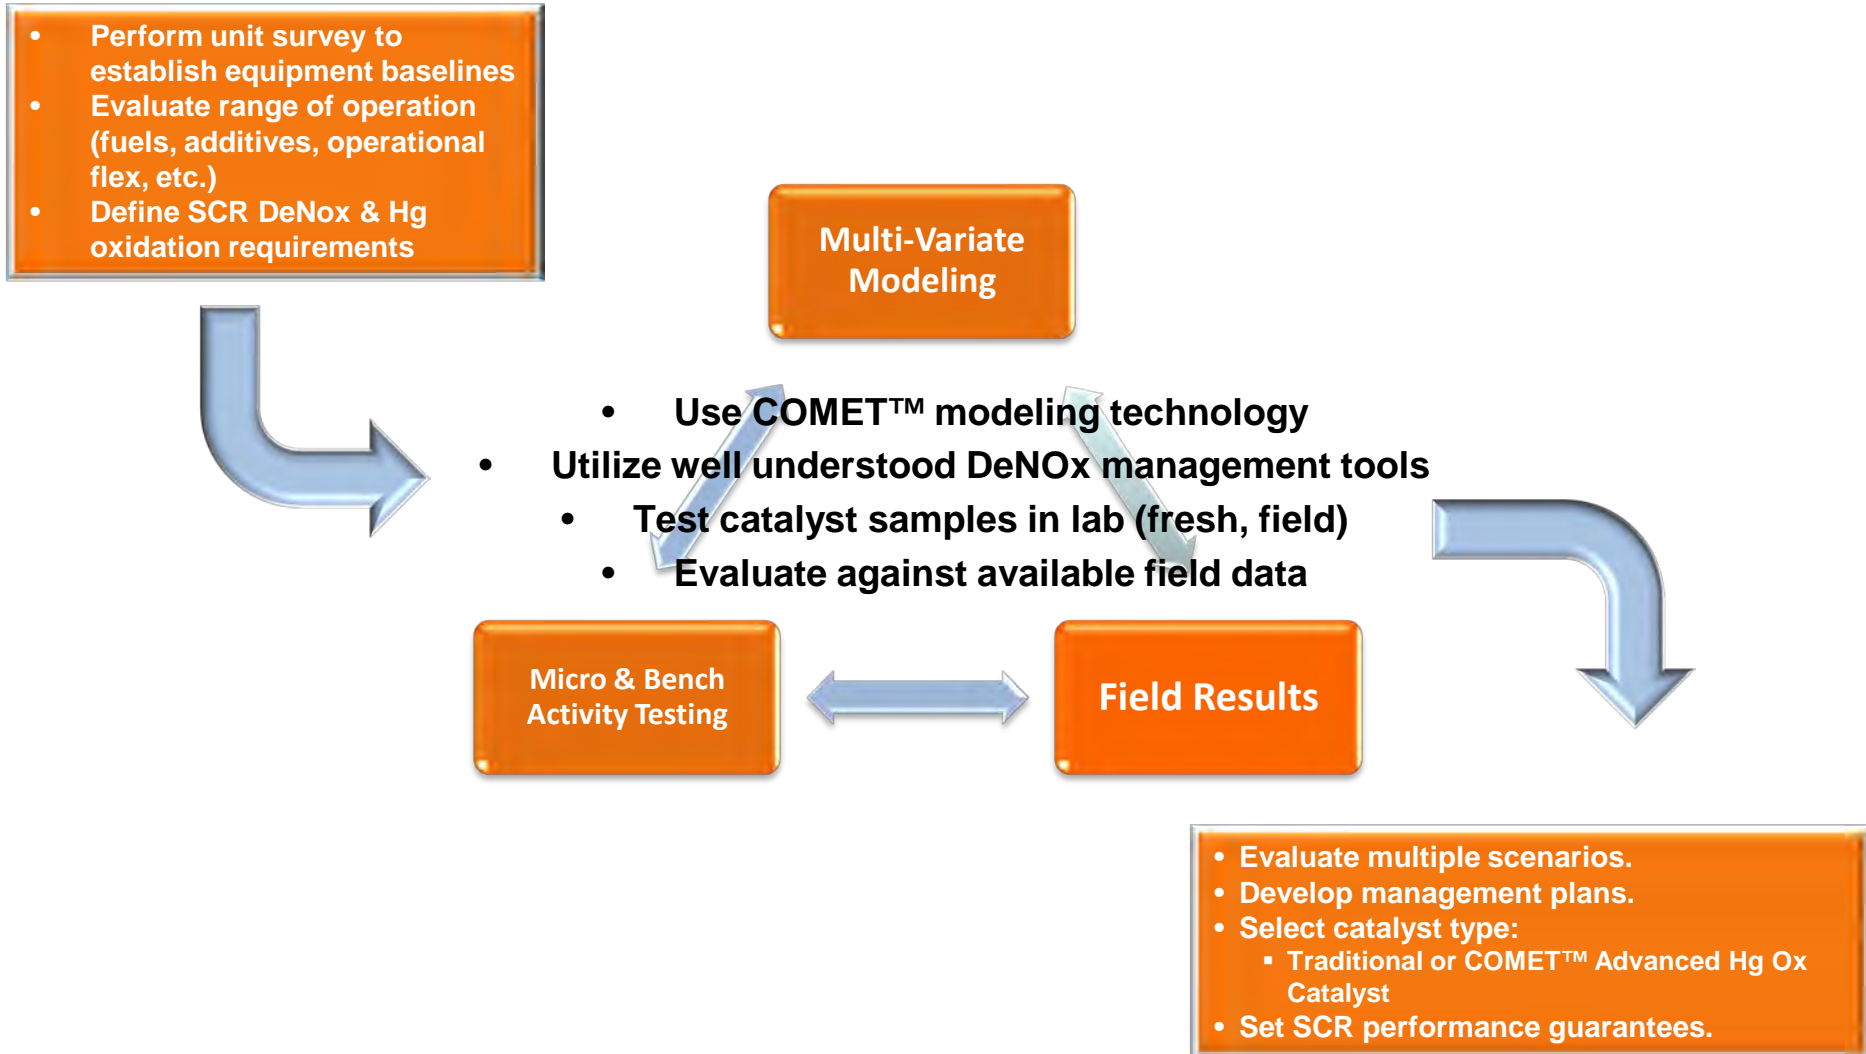 • Perform unit survey to
establish equipment baselines
• Evaluate range of operation
(fuels, additives, operational
flex, etc.)
• Define SCR DeNox & Hg
oxidation requirements
Multi-Variate
Modeling
• Use COMET™ modeling technology
• Utilize well understood DeNOx management tools
• Test catalyst samples in lab (fresh, field)
• Evaluate against available field data
Micro & Bench
Activity Testing
Field Results
• Evaluate multiple scenarios.
• Develop management plans.
• Select catalyst type:
▪ Traditional or COMET™ Advanced Hg Ox
Catalyst
• Set SCR performance guarantees.